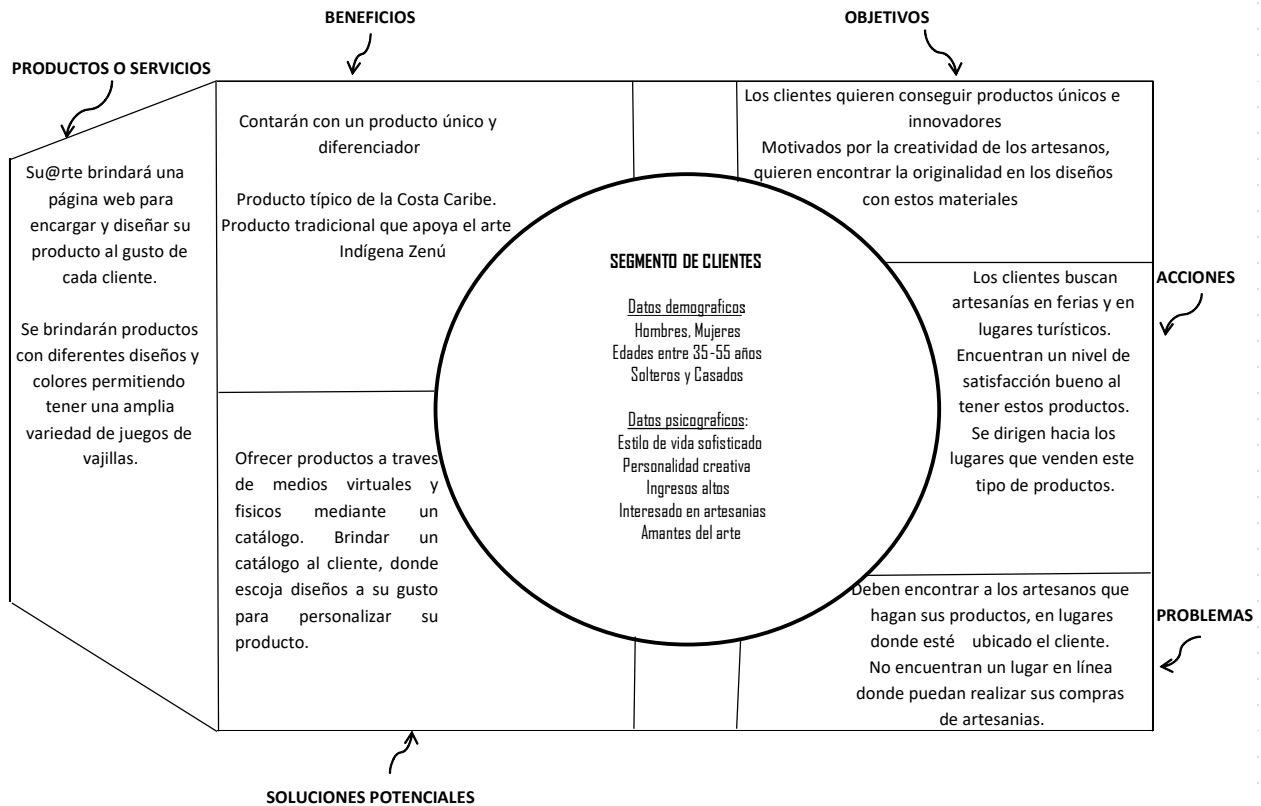 BENEFICIOS
OBJETIVOS
PRODUCTOS O SERVICIOS
Su@rte brindará una
página web para
encargar y diseñar su
producto al gusto de
cada cliente.
Se brindarán productos
con diferentes diseños y
colores permitiendo
tener una amplia
variedad de juegos de
vajillas.
Contarán con un producto único y
diferenciador
Producto típico de la Costa Caribe.
Producto tradicional que apoya el arte
Indígena Zenú
Ofrecer productos a traves
de medios virtuales y
fisicos mediante un
catálogo. Brindar un
catálogo al cliente, donde
escoja diseños a su gusto
para personalizar su
producto.
SEGMENTO DE CLIENTES
Datos demograficos
Hombres, Mujeres
Edades entre 35-55 años
Solteros y Casados
Datos psicograficos:
Estilo de vida sofisticado
Personalidad creativa
Ingresos altos
Interesado en artesanias
Amantes del arte
Los clientes quieren conseguir productos únicos e
innovadores
Motivados por la creatividad de los artesanos,
quieren encontrar la originalidad en los diseños
con estos materiales
Los clientes buscan
artesanías en ferias y en
lugares turísticos.
Encuentran un nivel de
satisfacción bueno al
tener estos productos.
Se dirigen hacia los
lugares que venden este
tipo de productos.
ACCIONES
Deben encontrar a los artesanos que
hagan sus productos, en lugares
donde esté ubicado el cliente.
No encuentran un lugar en línea
donde puedan realizar sus compras
de artesanias.
PROBLEMAS
SOLUCIONES POTENCIALES